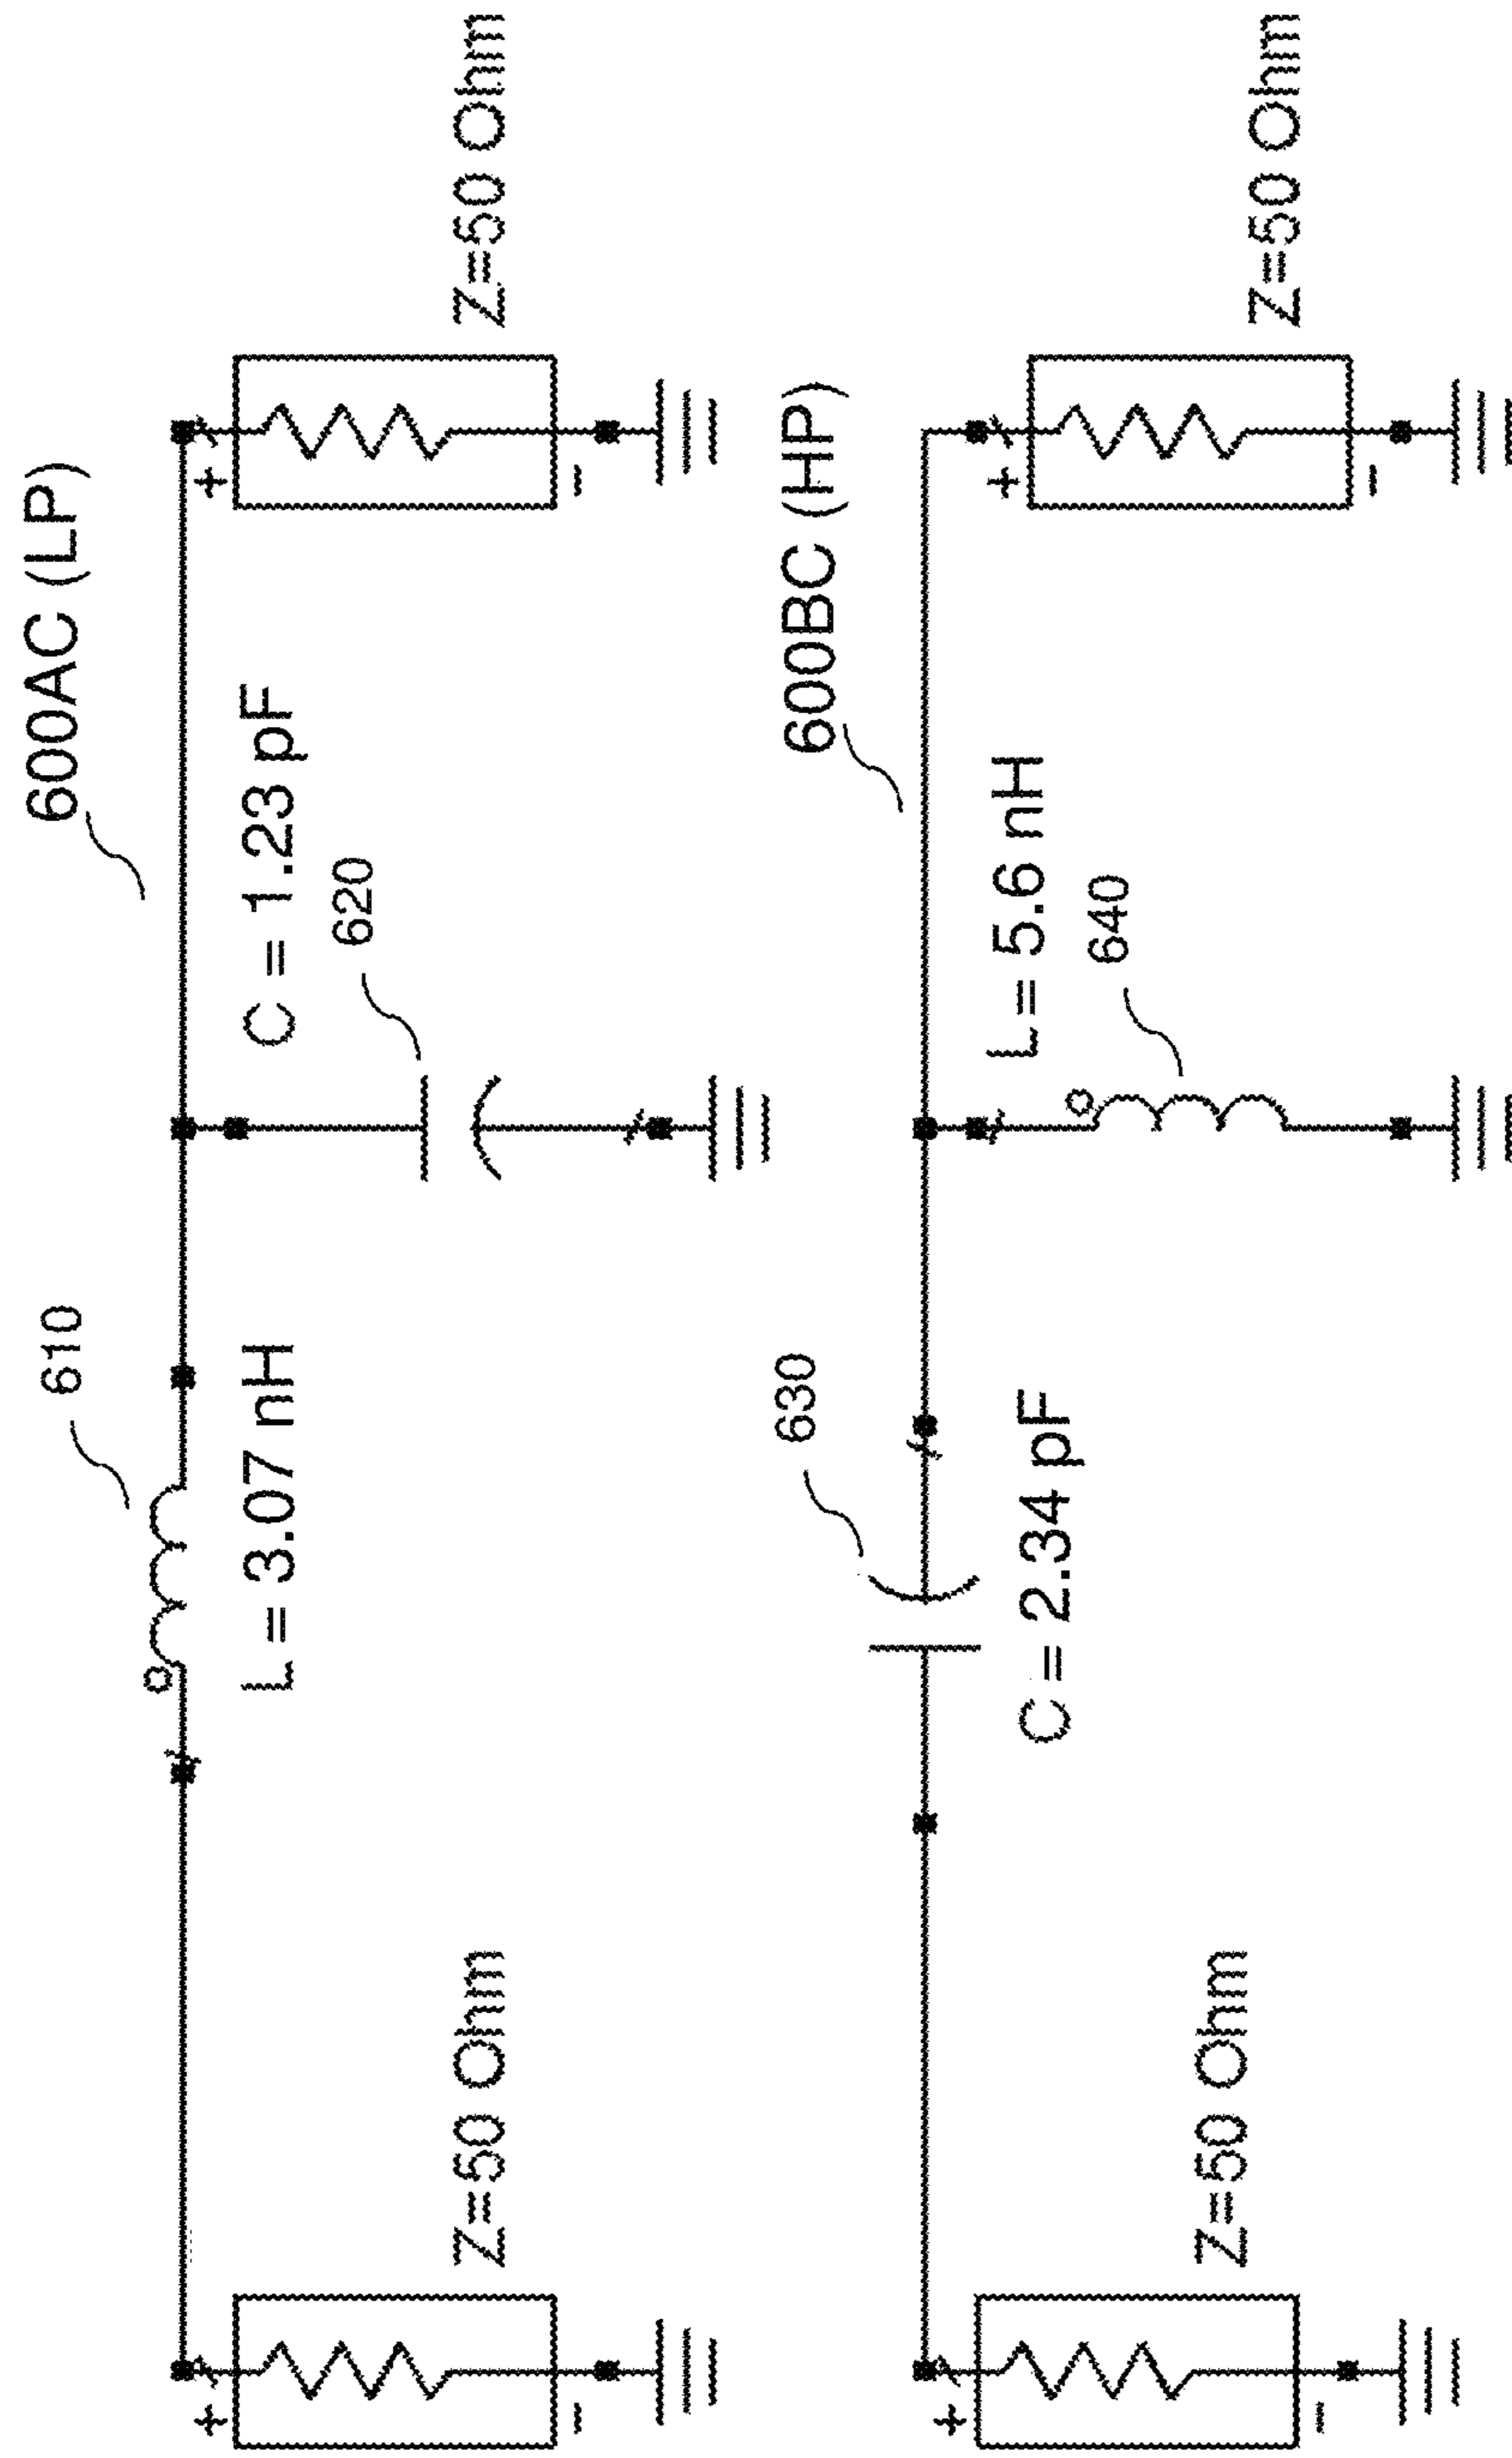 600AC (LP)
610
L = 3.07 nH
C = 1.23 pF
620
+
-
Z=50 Ohm
+
-
Z=50 Ohm
600BC (HP)
630
C = 2.34 pF
L = 5.6 nH
640
+
-
Z=50 Ohm
+
-
Z=50 Ohm